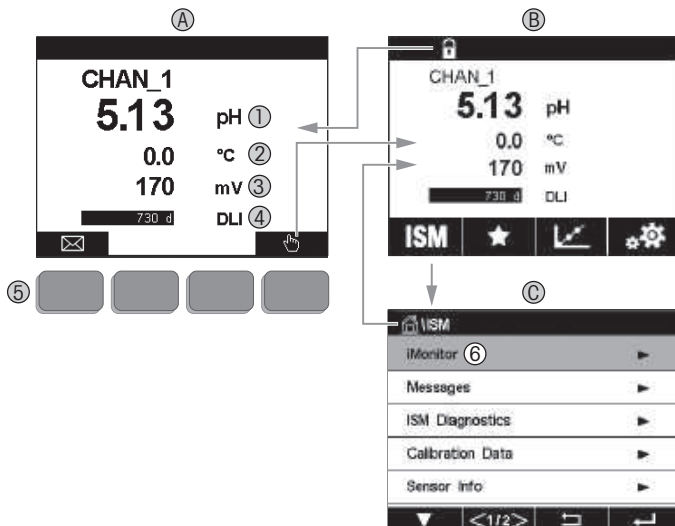 A
CHAN_1
5.13 pH 1
0.0 °C 2
170 mV 3
730 d DLI 4
5
B
CHAN_1
5.13 pH
0.0 °C
170 mV
730 d DLI
ISM
C
\ISM
iMonitor 6
Messages
ISM Diagnostics
Calibration Data
Sensor Info
<1/2>